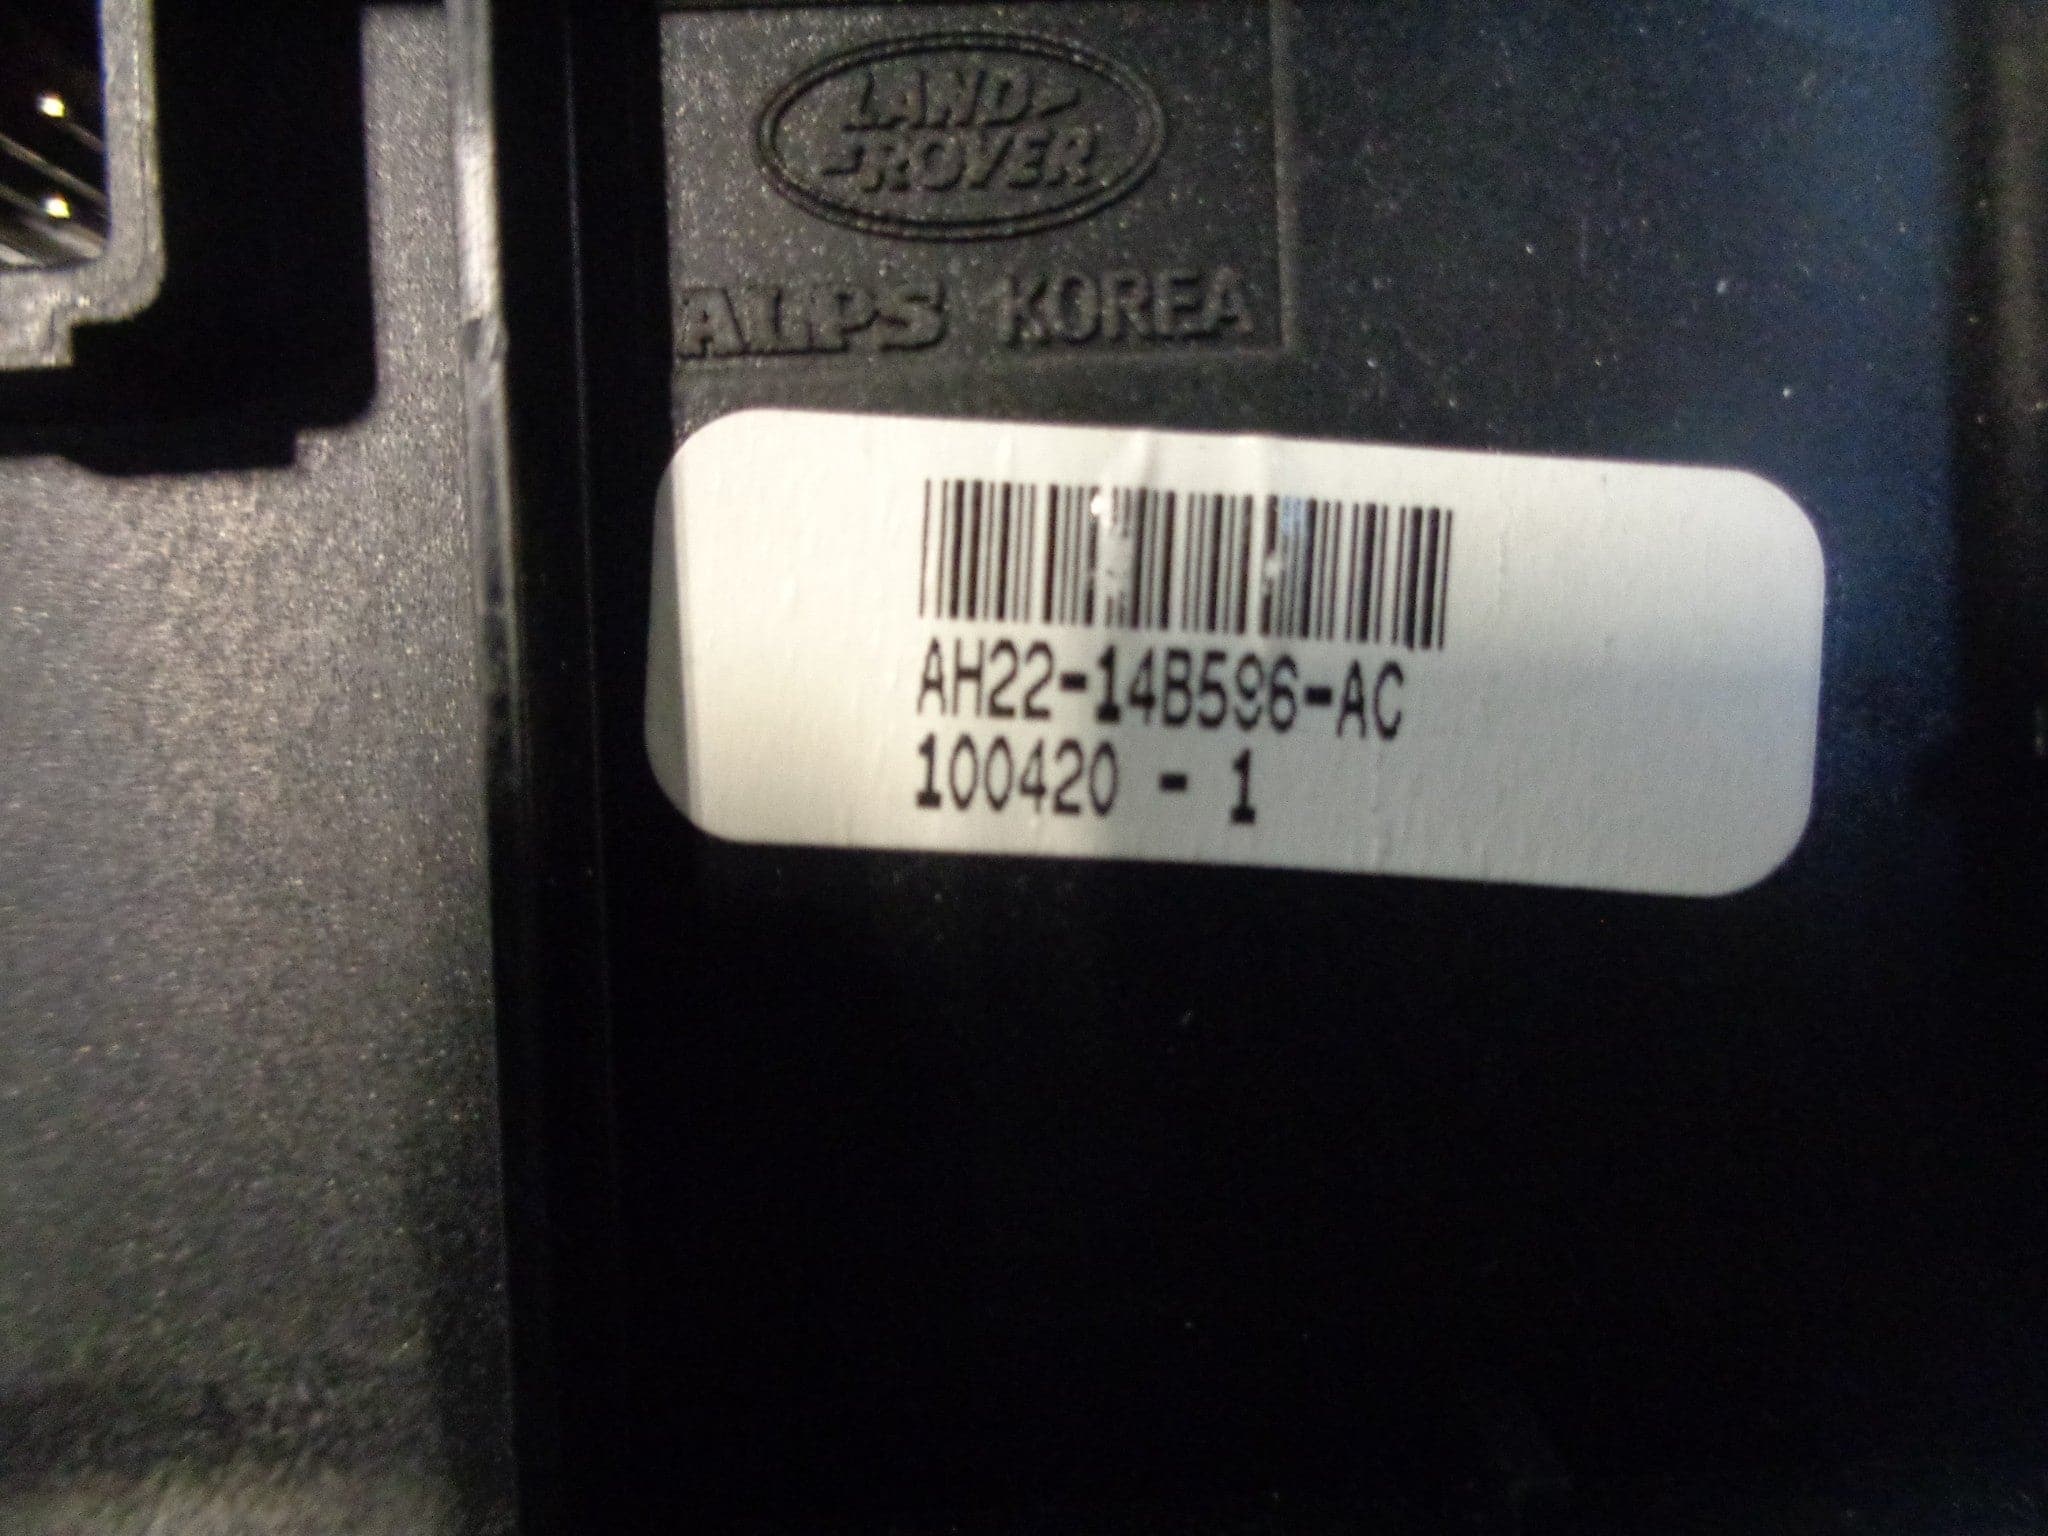 LAND-
-ROVER
ALPS KOREA
AH22-14B596-AC
100420 - 1